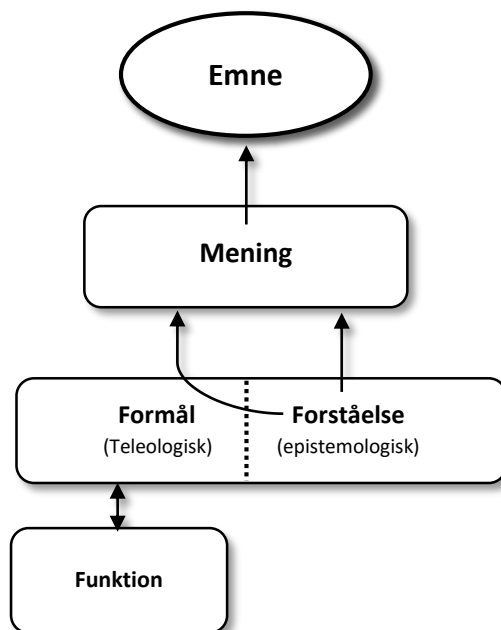 Emne
Mening
Formål
(Teleologisk)
Forståelse
(epistemologisk)
Funktion